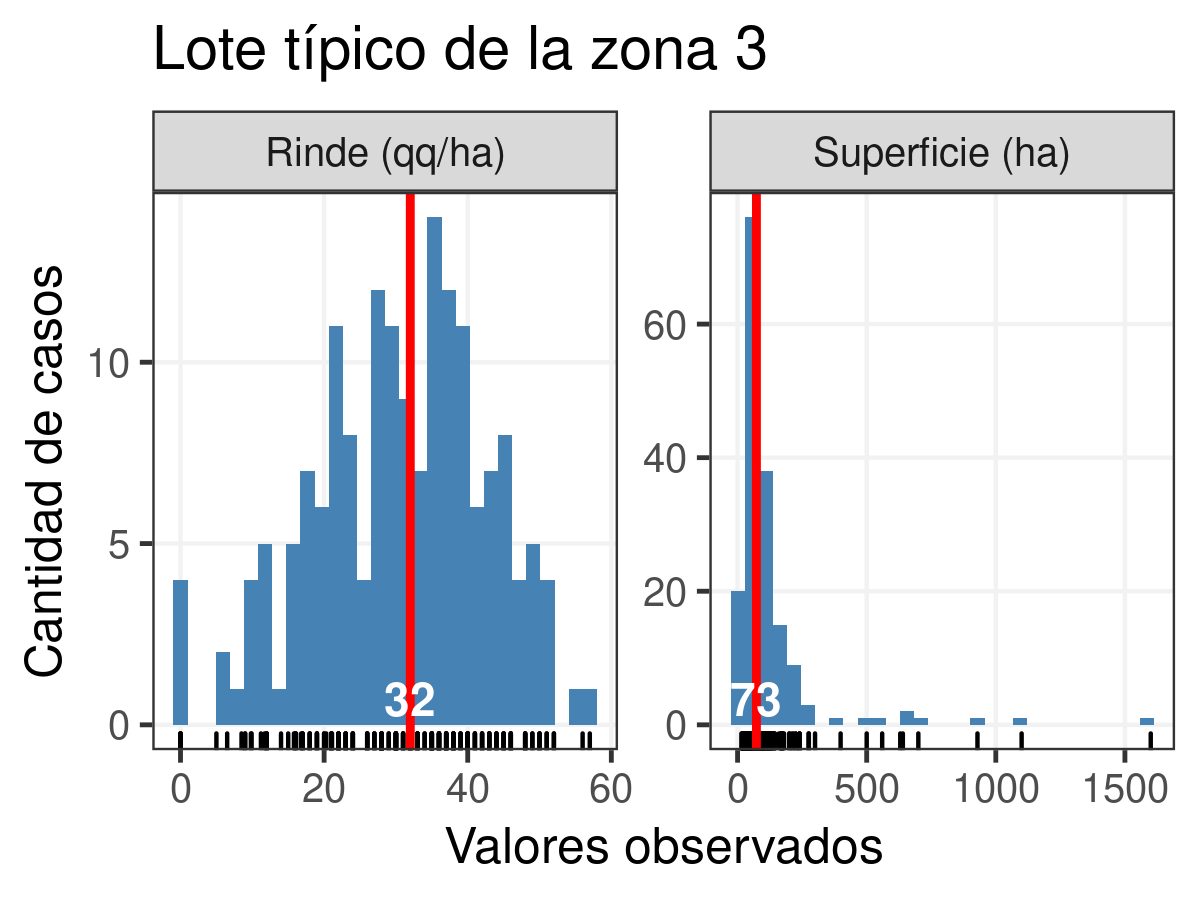 Lote típico de la zona 3
Rinde (qq/ha)
Superficie (ha)
Cantidad de casos
10
5
0
32
0 20 40 60
60
40
20
0
73
0 500 1000 1500
Valores observados